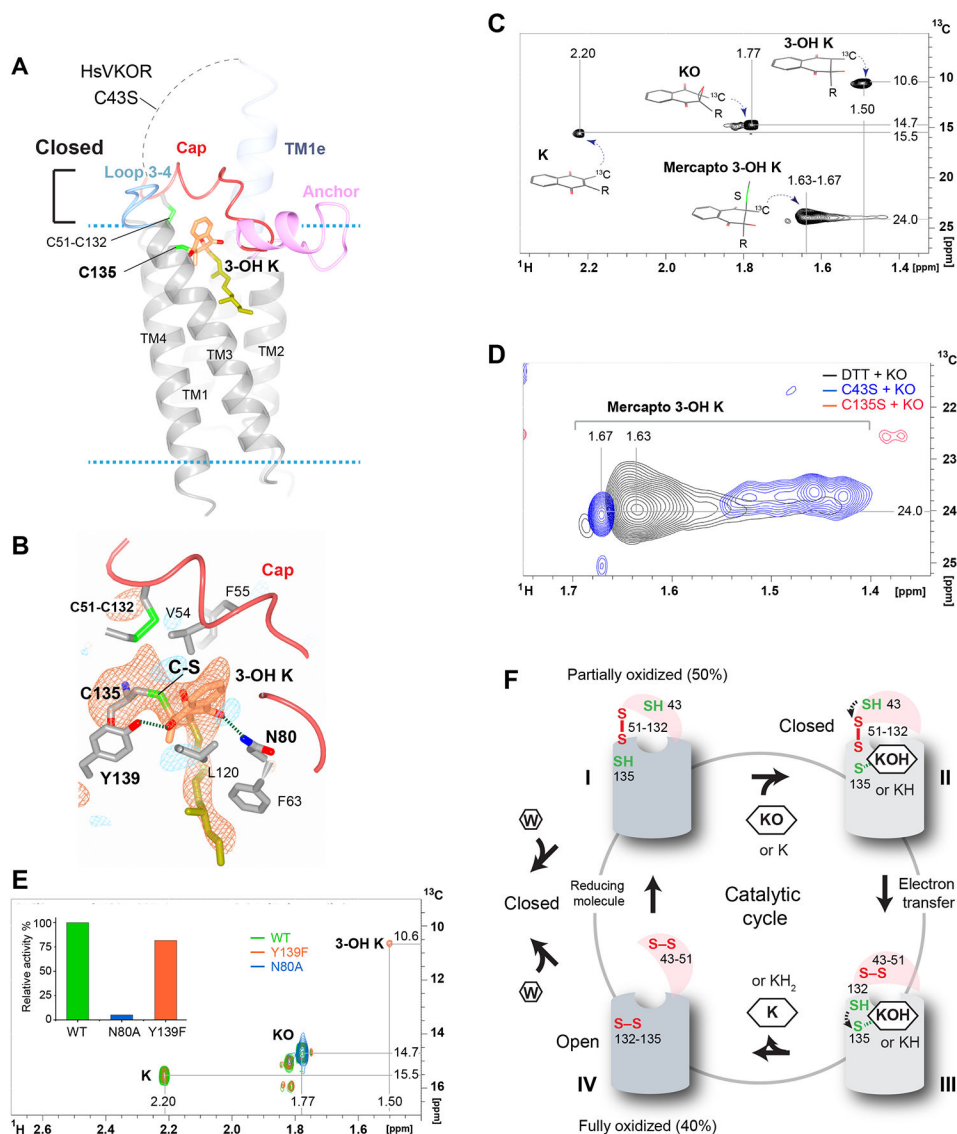 A
HsVKOR
C43S
Closed
Cap
TM1e
Loop 3-4
Anchor
C51-C132
C135
3-OH K
TM4
TM3
TM2
TM1
B
Cap
C51-C132
V54
F55
C-S
3-OH K
C135
N80
Y139
L120
F63
C
13C
2.20
1.77
3-OH K
KO
13C
R
10
10.6
1.50
13C
R
14.7
15
15.5
K
13C
R
Mercapto 3-OH K
1.63-1.67
20
S
13C
R
24.0
25
[ppm]
1H
2.2
2.0
1.8
1.6
1.4
[ppm]
D
13C
DTT + KO
C43S + KO
C135S + KO
Mercapto 3-OH K
1.67
1.63
22
23
24.0
24
25
[ppm]
1H
1.7
1.6
1.5
1.4
[ppm]
E
13C
Relative activity %
100
75
50
25
0
WT
N80A
Y139F
WT
Y139F
N80A
3-OH K
10.6
10
12
KO
14
14.7
K
15.5
16
2.20
1.77
1.50
[ppm]
1H
2.6
2.4
2.2
2.0
1.8
1.6
[ppm]
F
Partially oxidized (50%)
SH 43
S
S
51-132
SH
135
I
Closed
SH 43
S
S
51-132
S
135
KOH
or KH
II
KO
or K
W
Closed
W
Reducing
molecule
Catalytic
cycle
Electron
transfer
S–S
43-51
S–S
132-135
Open
IV
or KH2
K
S–S
43-51
132
SH
S
135
KOH
or KH
III
Fully oxidized (40%)